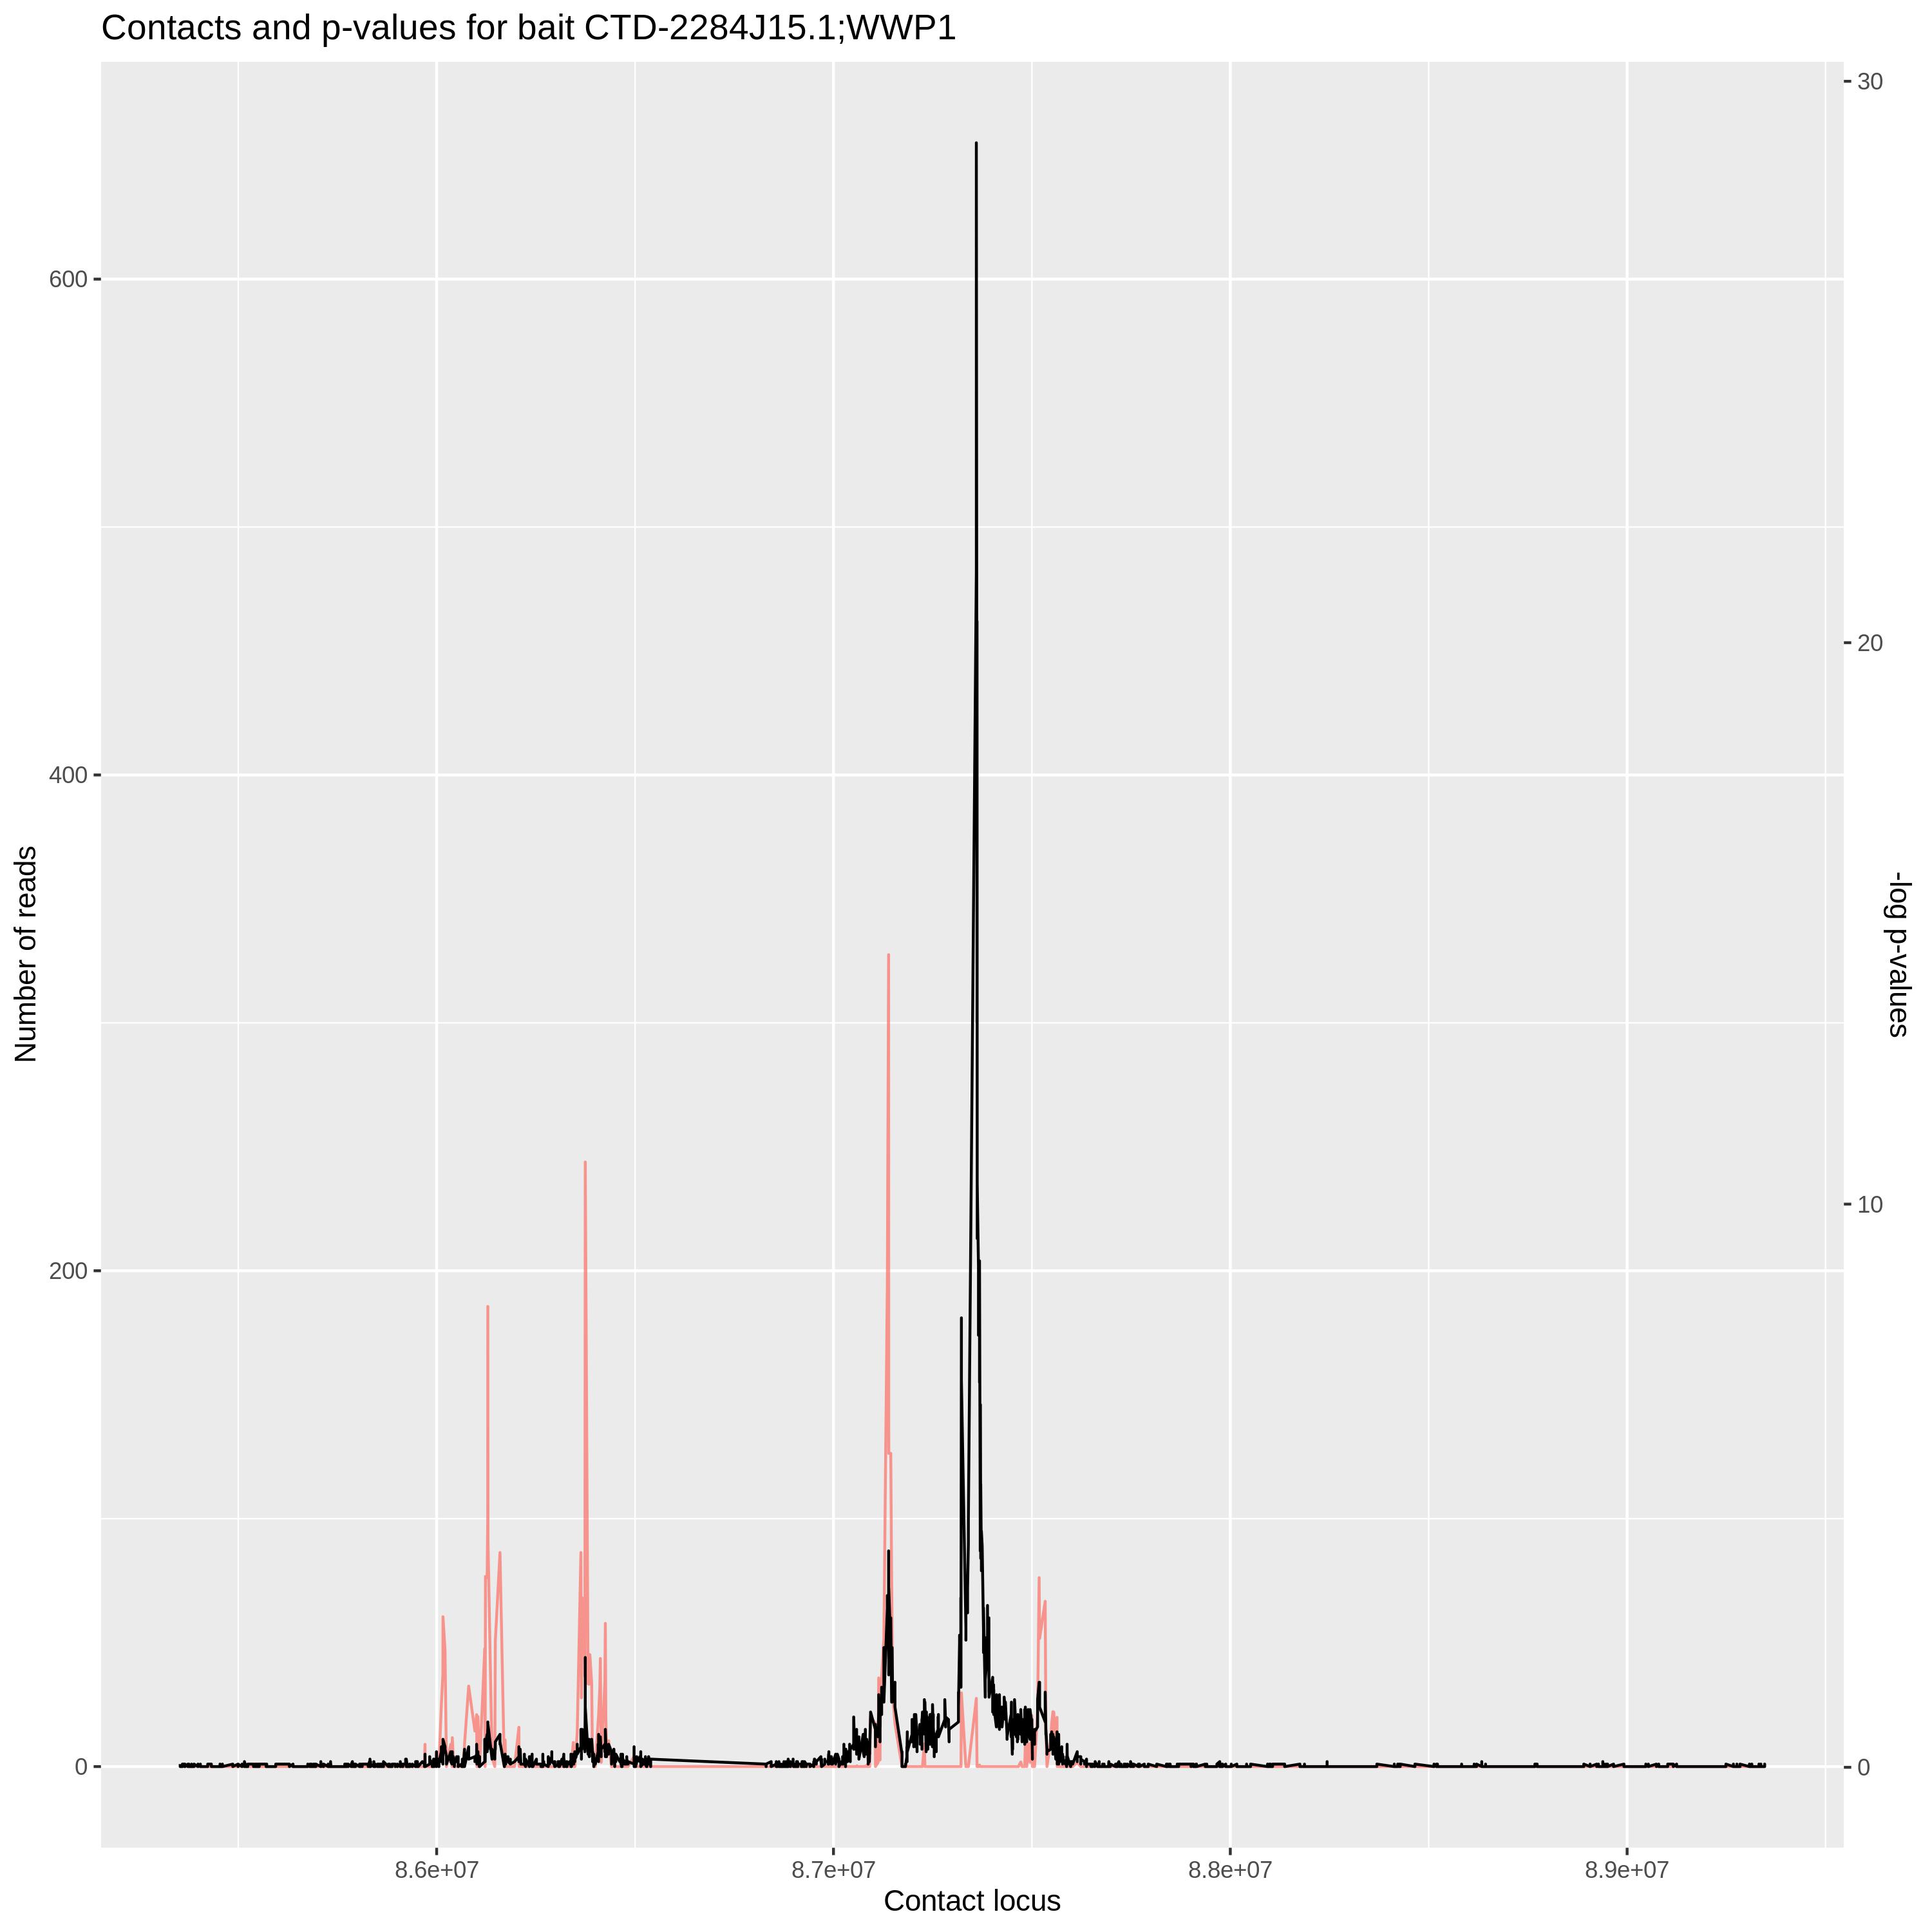 Contacts and p-values for bait CTD-2284J15.1;WWP1
30
600
20
400
Number of reads
-log p-values
10
200
0
0
8.6e+07
8.7e+07
8.8e+07
8.9e+07
Contact locus